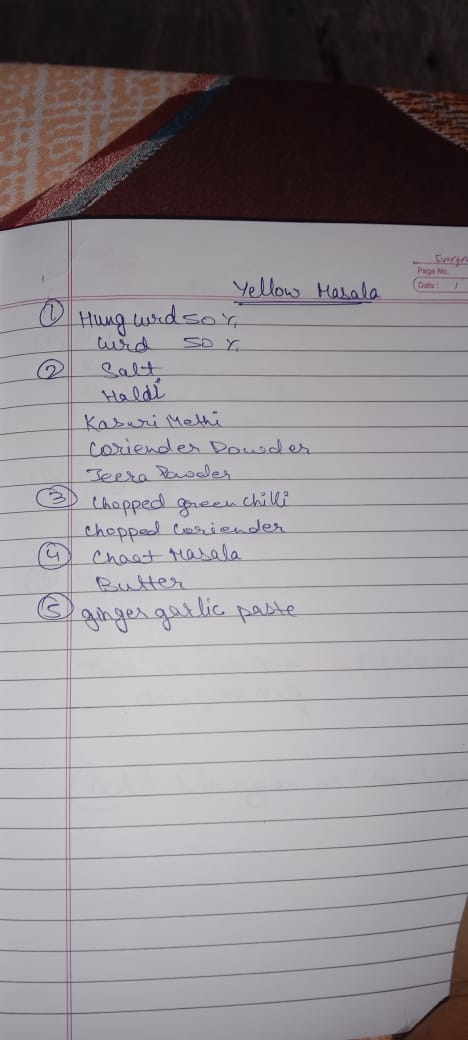 Page No.
Date: /
Yellow Masala
① Hung curd 50 %
curd 50 %
② Salt
Haldi
Kasuri Methi
Coriender Powder
Jeera Powder
③ Chopped green chilli
Chopped Coriender
④ Chaat Masala
Butter
⑤ ginger garlic paste